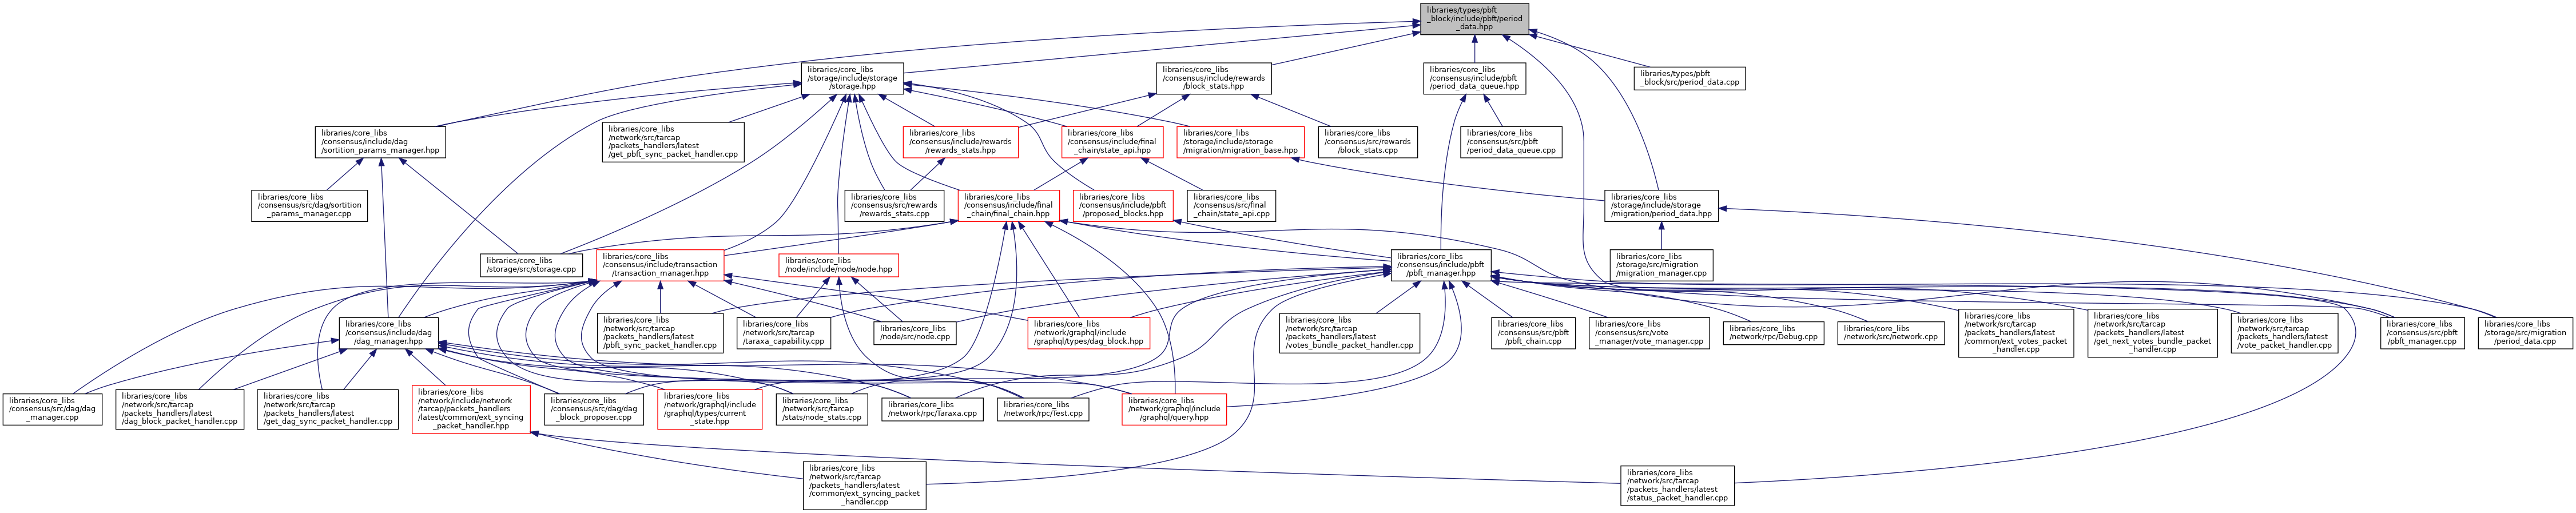 libraries/types/pbft
_block/include/pbft/period
_data.hpp
libraries/core_libs
/storage/include/storage
/storage.hpp
libraries/core_libs
/consensus/include/rewards
/block_stats.hpp
libraries/core_libs
/consensus/include/pbft
/period_data_queue.hpp
libraries/types/pbft
_block/src/period_data.cpp
libraries/core_libs
/consensus/include/dag
/sortition_params_manager.hpp
libraries/core_libs
/network/src/tarcap
/packets_handlers/latest
/get_pbft_sync_packet_handler.cpp
libraries/core_libs
/consensus/include/rewards
/rewards_stats.hpp
libraries/core_libs
/consensus/include/final
_chain/state_api.hpp
libraries/core_libs
/storage/include/storage
/migration/migration_base.hpp
libraries/core_libs
/consensus/src/rewards
/block_stats.cpp
libraries/core_libs
/consensus/src/pbft
/period_data_queue.cpp
libraries/core_libs
/consensus/src/dag/sortition
_params_manager.cpp
libraries/core_libs
/consensus/src/rewards
/rewards_stats.cpp
libraries/core_libs
/consensus/include/final
_chain/final_chain.hpp
libraries/core_libs
/consensus/include/pbft
/proposed_blocks.hpp
libraries/core_libs
/consensus/src/final
_chain/state_api.cpp
libraries/core_libs
/storage/include/storage
/migration/period_data.hpp
libraries/core_libs
/storage/src/storage.cpp
libraries/core_libs
/consensus/include/transaction
/transaction_manager.hpp
libraries/core_libs
/node/include/node/node.hpp
libraries/core_libs
/consensus/include/pbft
/pbft_manager.hpp
libraries/core_libs
/storage/src/migration
/migration_manager.cpp
libraries/core_libs
/consensus/include/dag
/dag_manager.hpp
libraries/core_libs
/network/src/tarcap
/packets_handlers/latest
/pbft_sync_packet_handler.cpp
libraries/core_libs
/network/src/tarcap
/taraxa_capability.cpp
libraries/core_libs
/node/src/node.cpp
libraries/core_libs
/network/graphql/include
/graphql/types/dag_block.hpp
libraries/core_libs
/network/src/tarcap
/packets_handlers/latest
/votes_bundle_packet_handler.cpp
libraries/core_libs
/consensus/src/pbft
/pbft_chain.cpp
libraries/core_libs
/consensus/src/vote
_manager/vote_manager.cpp
libraries/core_libs
/network/rpc/Debug.cpp
libraries/core_libs
/network/src/network.cpp
libraries/core_libs
/network/src/tarcap
/packets_handlers/latest
/common/ext_votes_packet
_handler.cpp
libraries/core_libs
/network/src/tarcap
/packets_handlers/latest
/get_next_votes_bundle_packet
_handler.cpp
libraries/core_libs
/network/src/tarcap
/packets_handlers/latest
/vote_packet_handler.cpp
libraries/core_libs
/consensus/src/pbft
/pbft_manager.cpp
libraries/core_libs
/storage/src/migration
/period_data.cpp
libraries/core_libs
/consensus/src/dag/dag
_manager.cpp
libraries/core_libs
/network/src/tarcap
/packets_handlers/latest
/dag_block_packet_handler.cpp
libraries/core_libs
/network/src/tarcap
/packets_handlers/latest
/get_dag_sync_packet_handler.cpp
libraries/core_libs
/network/include/network
/tarcap/packets_handlers
/latest/common/ext_syncing
_packet_handler.hpp
libraries/core_libs
/consensus/src/dag/dag
_block_proposer.cpp
libraries/core_libs
/network/graphql/include
/graphql/types/current
_state.hpp
libraries/core_libs
/network/src/tarcap
/stats/node_stats.cpp
libraries/core_libs
/network/rpc/Taraxa.cpp
libraries/core_libs
/network/rpc/Test.cpp
libraries/core_libs
/network/graphql/include
/graphql/query.hpp
libraries/core_libs
/network/src/tarcap
/packets_handlers/latest
/common/ext_syncing_packet
_handler.cpp
libraries/core_libs
/network/src/tarcap
/packets_handlers/latest
/status_packet_handler.cpp